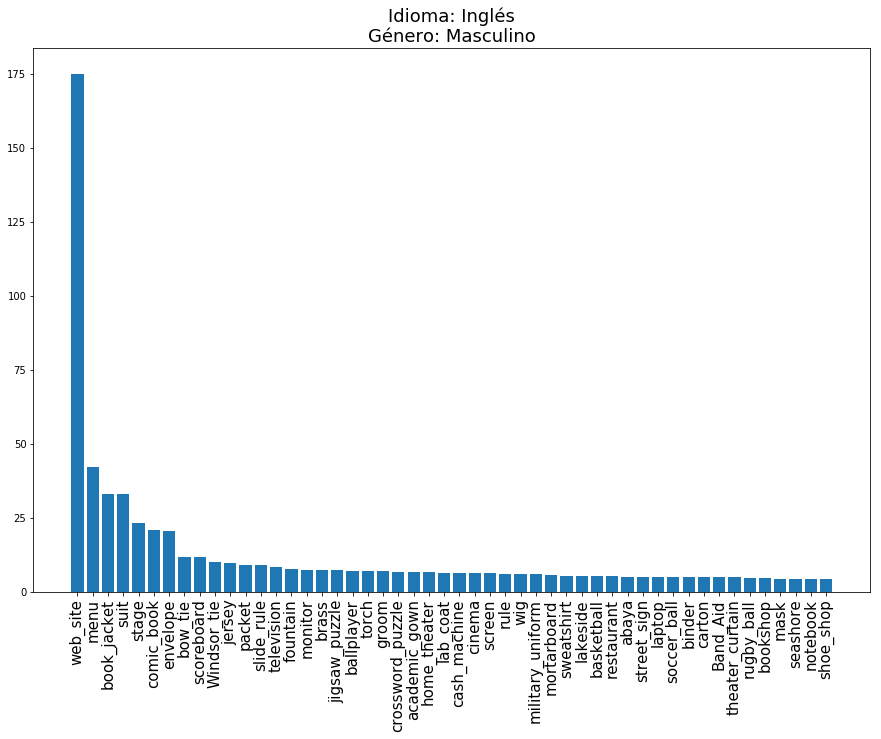 Idioma: Inglés
Género: Masculino
175
150
125
100
75
50
25
0
web_site
menu
book_jacket
suit
stage
comic_book
envelope
bow_tie
scoreboard
Windsor_tie
jersey
packet
slide_rule
television
fountain
monitor
brass
jigsaw_puzzle
ballplayer
torch
groom
crossword_puzzle
academic_gown
home_theater
lab_coat
cash_machine
cinema
screen
rule
wig
military_uniform
mortarboard
sweatshirt
lakeside
basketball
restaurant
abaya
street_sign
laptop
soccer_ball
binder
carton
Band_Aid
theater_curtain
rugby_ball
bookshop
mask
seashore
notebook
shoe_shop